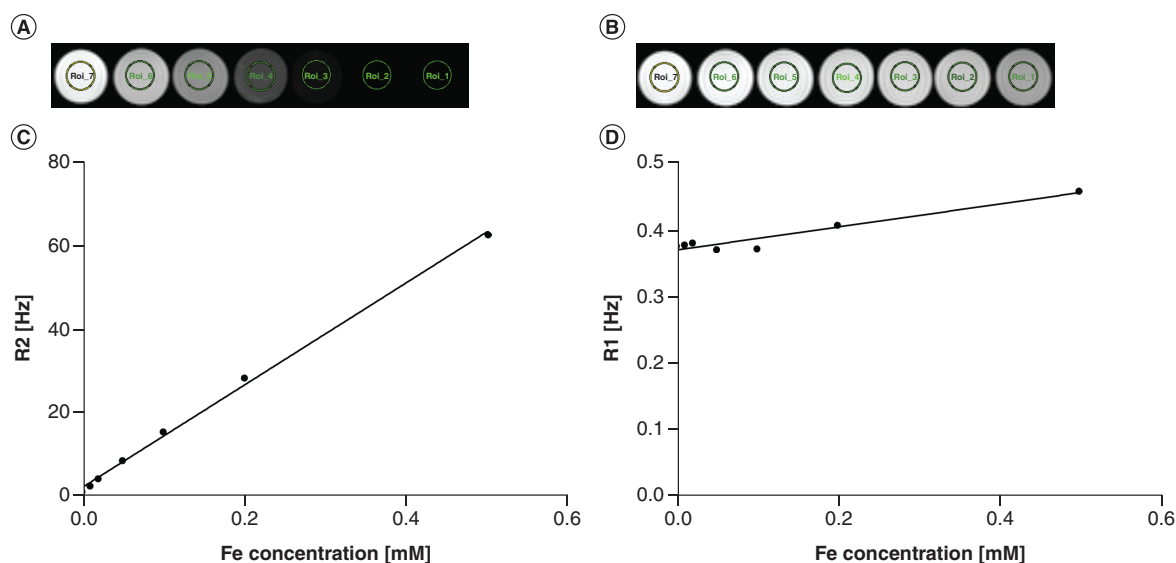 A
Roi_7 Roi_6 Roi_4 Roi_3 Roi_2 Roi_1
B
Roi_7 Roi_6 Roi_5 Roi_4 Roi_3 Roi_2 Roi_1
C
80
60
40
20
0
R2 [Hz]
0.0 0.2 0.4 0.6
Fe concentration [mM]
D
0.5
0.4
0.3
0.2
0.1
0.0
R1 [Hz]
0.0 0.2 0.4 0.6
Fe concentration [mM]